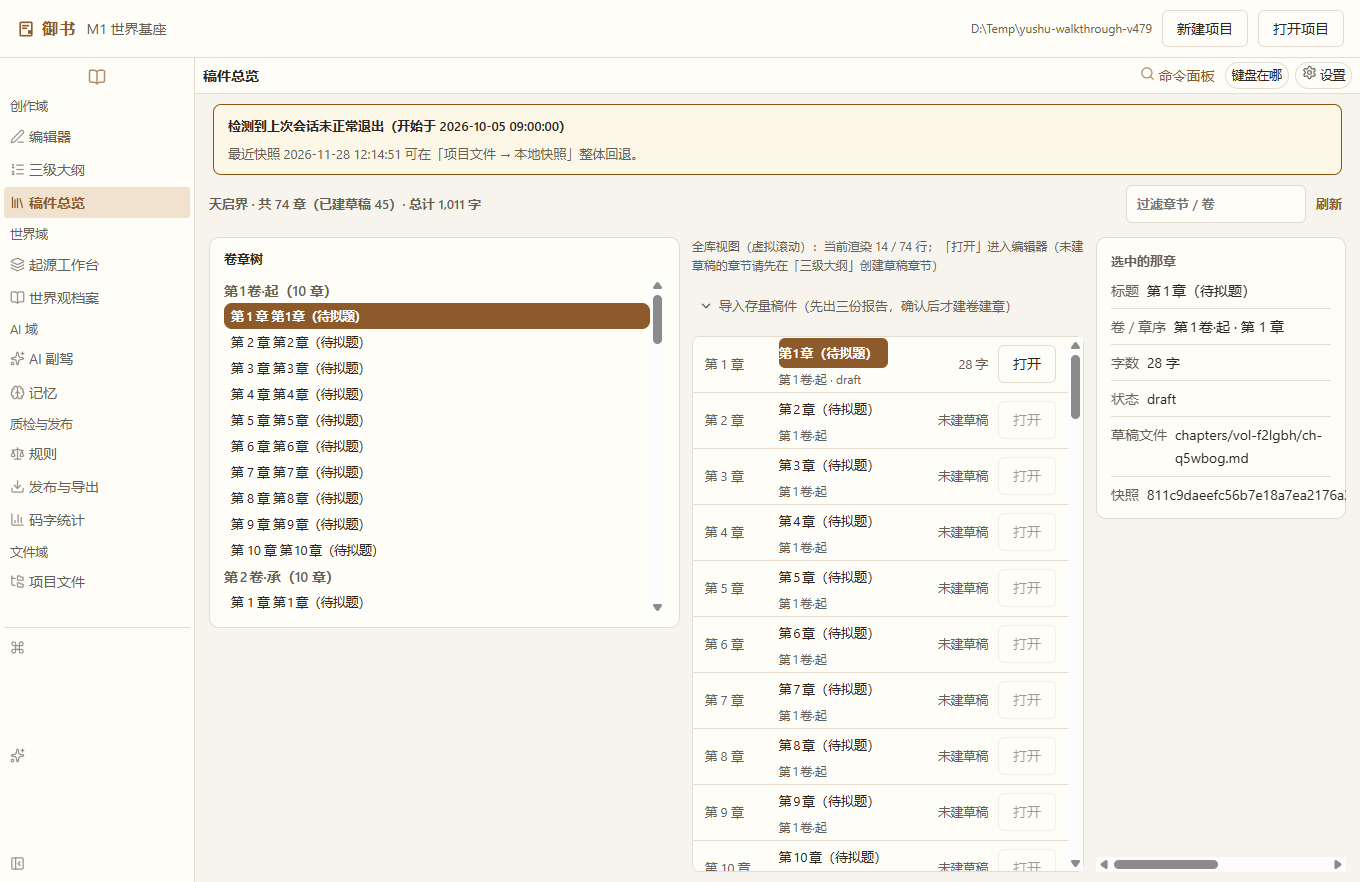 御书 M1 世界基座
D:\Temp\yushu-walkthrough-v479 新建项目 打开项目
创作域
编辑器
三级大纲
稿件总览
世界域
起源工作台
世界观档案
AI 域
AI 副驾
记忆
质检与发布
规则
发布与导出
码字统计
文件域
项目文件
稿件总览
命令面板 键盘在哪 设置
检测到上次会话未正常退出（开始于 2026-10-05 09:00:00）
最近快照 2026-11-28 12:14:51 可在「项目文件 → 本地快照」整体回退。
天启界 · 共 74 章（已建草稿 45）· 总计 1,011 字
过滤章节 / 卷 刷新
卷章树
第1卷·起（10 章）
第 1 章 第1章（待拟题）
第 2 章 第2章（待拟题）
第 3 章 第3章（待拟题）
第 4 章 第4章（待拟题）
第 5 章 第5章（待拟题）
第 6 章 第6章（待拟题）
第 7 章 第7章（待拟题）
第 8 章 第8章（待拟题）
第 9 章 第9章（待拟题）
第 10 章 第10章（待拟题）
第2卷·承（10 章）
第 1 章 第1章（待拟题）
全库视图（虚拟滚动）：当前渲染 14 / 74 行；「打开」进入编辑器（未建
草稿的章节请先在「三级大纲」创建草稿章节）
导入存量稿件（先出三份报告，确认后才建卷建章）
第 1 章 第1章（待拟题） 28 字 打开
第1卷·起 · draft
第 2 章 第2章（待拟题） 未建草稿 打开
第1卷·起
第 3 章 第3章（待拟题） 未建草稿 打开
第1卷·起
第 4 章 第4章（待拟题） 未建草稿 打开
第1卷·起
第 5 章 第5章（待拟题） 未建草稿 打开
第1卷·起
第 6 章 第6章（待拟题） 未建草稿 打开
第1卷·起
第 7 章 第7章（待拟题） 未建草稿 打开
第1卷·起
第 8 章 第8章（待拟题） 未建草稿 打开
第1卷·起
第 9 章 第9章（待拟题） 未建草稿 打开
第1卷·起
第 10 章 第10章（待拟题） 未建草稿 打开
选中的那章
标题 第1章（待拟题）
卷 / 章序 第1卷·起 · 第 1 章
字数 28 字
状态 draft
草稿文件 chapters/vol-f2lgbh/ch-
q5wbog.md
快照 811c9daeefc56b7e18a7ea2176a